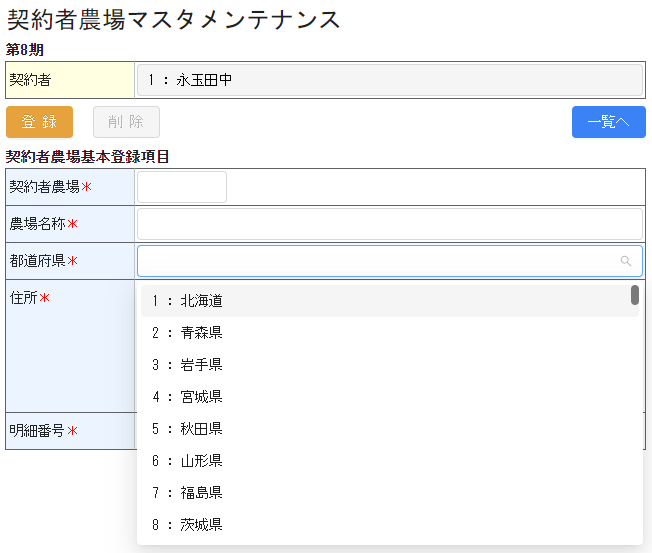 契約者農場マスタメンテナンス
第8期
契約者 1 : 永玉田中
登 録 削 除 一覧へ
契約者農場基本登録項目
契約者農場*
農場名称*
都道府県*
住所*
1 : 北海道
2 : 青森県
3 : 岩手県
4 : 宮城県
5 : 秋田県
明細番号*
6 : 山形県
7 : 福島県
8 : 茨城県